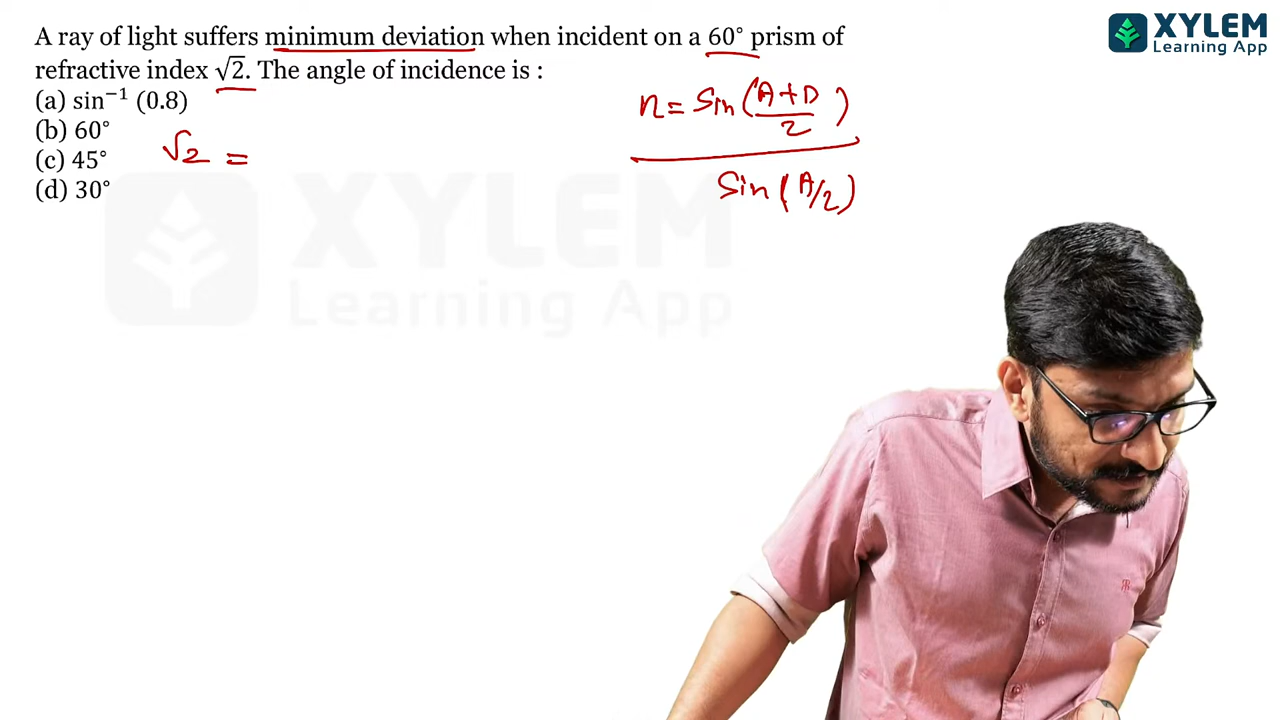 A ray of light suffers minimum deviation when incident on a 60° prism of
refractive index √2. The angle of incidence is :
(a) sin⁻¹ (0.8)
(b) 60°
(c) 45°
(d) 30°
√2 =
n = Sin(A+D/2)
Sin(A/2)
XYLEM
Learning App
XYLEM
Learning App